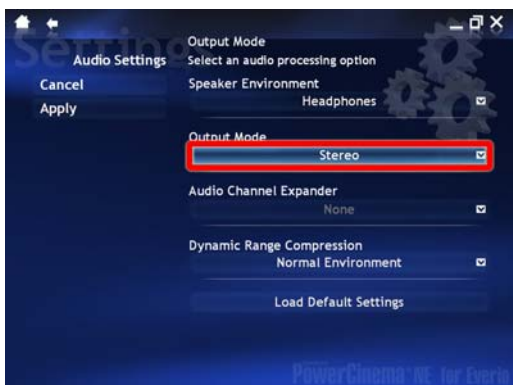 Settings
Output Mode
Audio Settings
Select an audio processing option
Cancel
Apply
Speaker Environment
Headphones
Output Mode
Stereo
Audio Channel Expander
None
Dynamic Range Compression
Normal Environment
Load Default Settings
PowerCinema NE for Everio